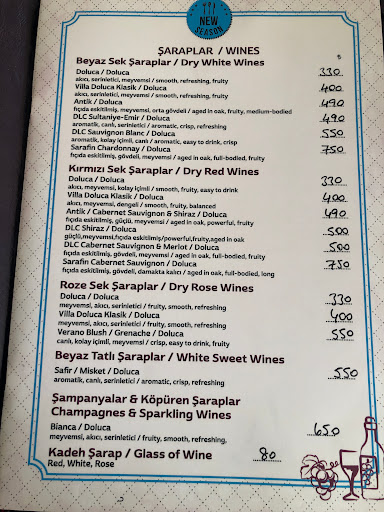 NEW
SEASON
ŞARAPLAR / WINES
Beyaz Sek Şaraplar / Dry White Wines
Doluca / Doluca 330
akıcı, serinletici, meyvemsi / smooth, refreshing, fruity
Villa Doluca Klasik / Doluca 400
akıcı, serinletici, meyvemsi / smooth, refreshing, fruity
Antik / Doluca 490
fıçıda eskitilmiş, meyvemsi, orta gövdeli / aged in oak, fruity, medium-bodied
DLC Sultaniye-Emir / Doluca 490
aromatik, canlı, serinletici / aromatic, crisp, refreshing
DLC Sauvignon Blanc / Doluca 550
aromatik, kolay içimli, canlı / aromatic, easy to drink, crisp
Sarafin Chardonnay / Doluca 750
fıçıda eskitilmiş, gövdeli, meyvemsi / aged in oak, full-bodied, fruity
Kırmızı Sek Şaraplar / Dry Red Wines
Doluca / Doluca 330
akıcı, meyvemsi, kolay içimli / smooth, fruity, easy to drink
Villa Doluca Klasik / Doluca 400
akıcı, meyvemsi, dengeli / smooth, fruity, balanced
Antik / Cabernet Sauvignon & Shiraz / Doluca 490
fıçıda eskitilmiş, güçlü, meyvemsi / aged in oak, powerful, fruity
DLC Shiraz / Doluca 500
güçlü,meyvemsi,fıçıda eskitilmiş/powerful,fruity,aged in oak
DLC Cabernet Sauvignon & Merlot / Doluca 500
fıçıda eskitilmiş, gövdeli, meyvemsi / aged in oak, full-bodied, fruity
Sarafin Cabernet Sauvignon / Doluca 750
fıçıda eskitilmiş, gövdeli, damakta kalıcı / aged in oak, full-bodied, long
Roze Sek Şaraplar / Dry Rose Wines
Doluca / Doluca 330
meyvemsi, akıcı, serinletici / fruity, smooth, refreshing
Villa Doluca Klasik / Doluca 400
meyvemsi, akıcı, serinletici / fruity, smooth, refreshing
Verano Blush / Grenache / Doluca 550
canlı, kolay içimli, meyvemsi / crisp, easy to drink, fruity
Beyaz Tatlı Şaraplar / White Sweet Wines
Safir / Misket / Doluca 550
aromatik, canlı, serinletici / aromatic, crisp, refreshing
Şampanyalar & Köpüren Şaraplar
Champagnes & Sparkling Wines
Bianca / Doluca 650
meyvemsi, akıcı, serinletici / fruity, smooth, refreshing,
Kadeh Şarap / Glass of Wine 80
Red, White, Rose